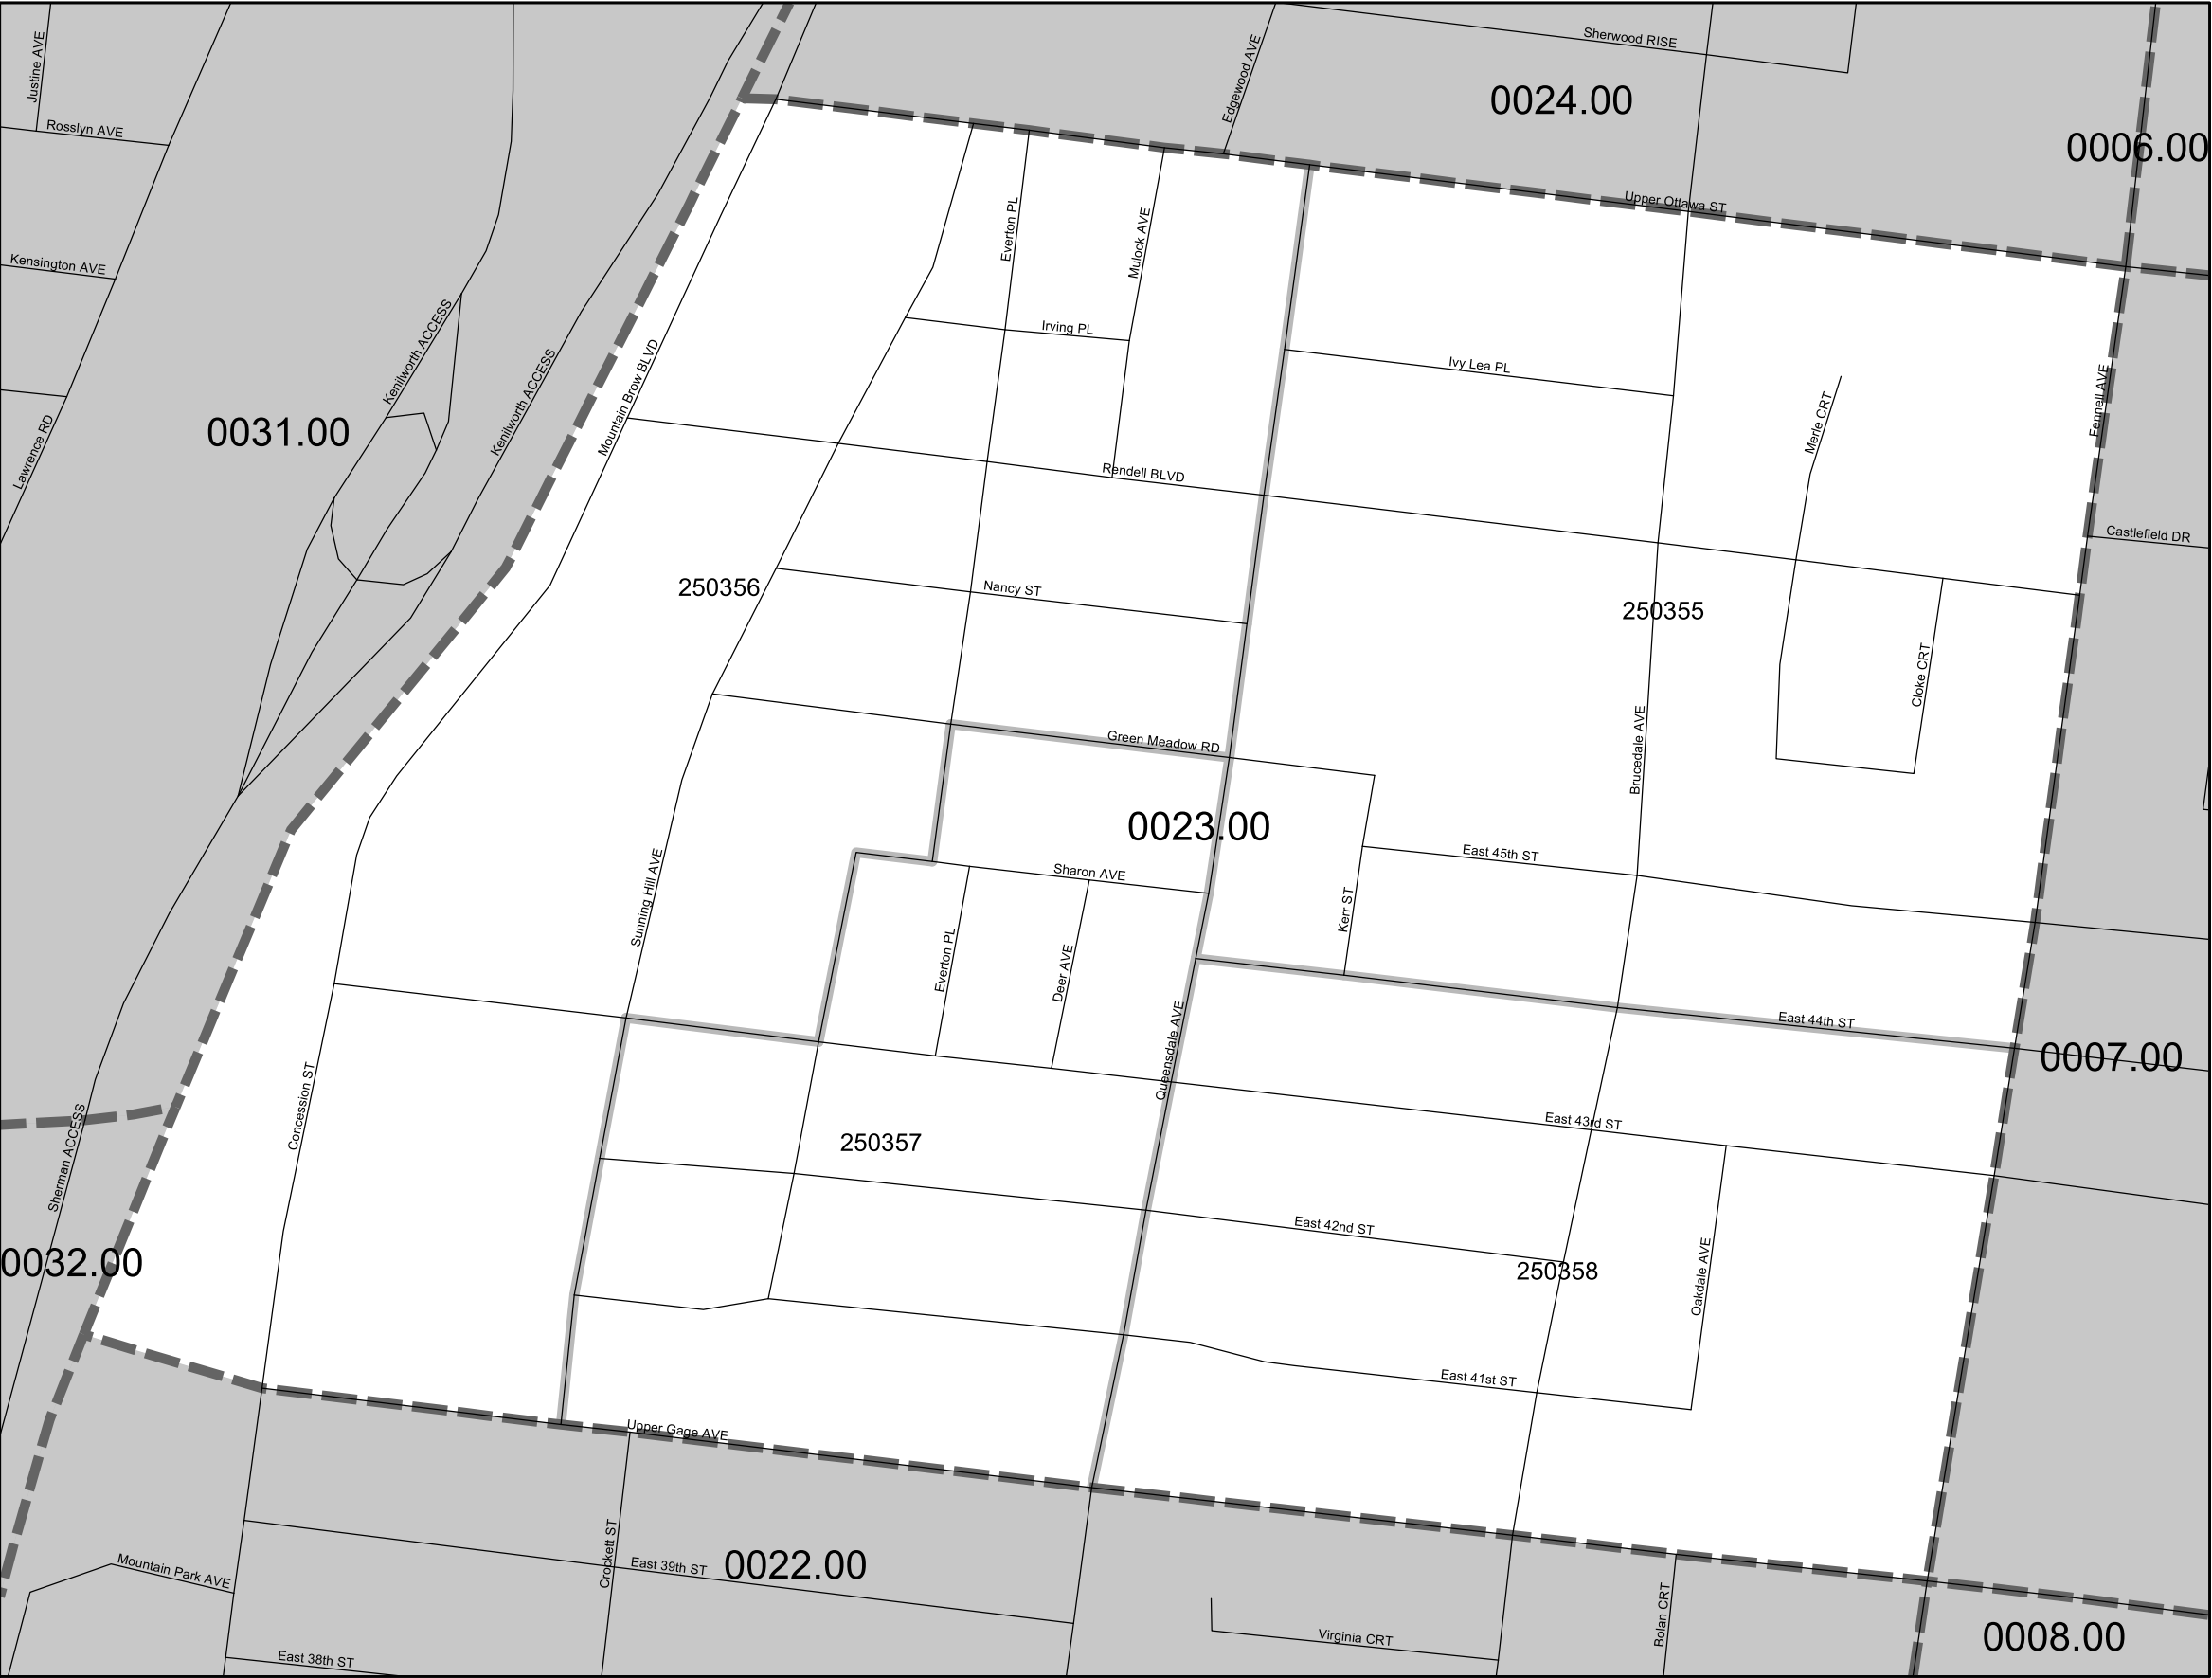 Justine AVE
Rosslyn AVE
Kensington AVE
Lawrence RD
0031.00
Kenilworth ACCESS
Kenilworth ACCESS
Mountain Brow BLVD
Edgewood AVE
Sherwood RISE
0024.00
0006.00
Upper Ottawa ST
Everton PL
Mulock AVE
Irving PL
Ivy Lea PL
Merle CRT
Fennell AVE
Rendell BLVD
Castlefield DR
250356
Nancy ST
250355
Cloke CRT
Green Meadow RD
Brucedale AVE
0023.00
East 45th ST
Sharon AVE
Sunning Hill AVE
Kerr ST
Everton PL
Deer AVE
Queensdale AVE
East 44th ST
0007.00
Concession ST
East 43rd ST
Sherman ACCESS
250357
East 42nd ST
0032.00
250358
Oakdale AVE
East 41st ST
Upper Gage AVE
Crockett ST
0022.00
East 39th ST
Mountain Park AVE
Bolan CRT
Virginia CRT
0008.00
East 38th ST